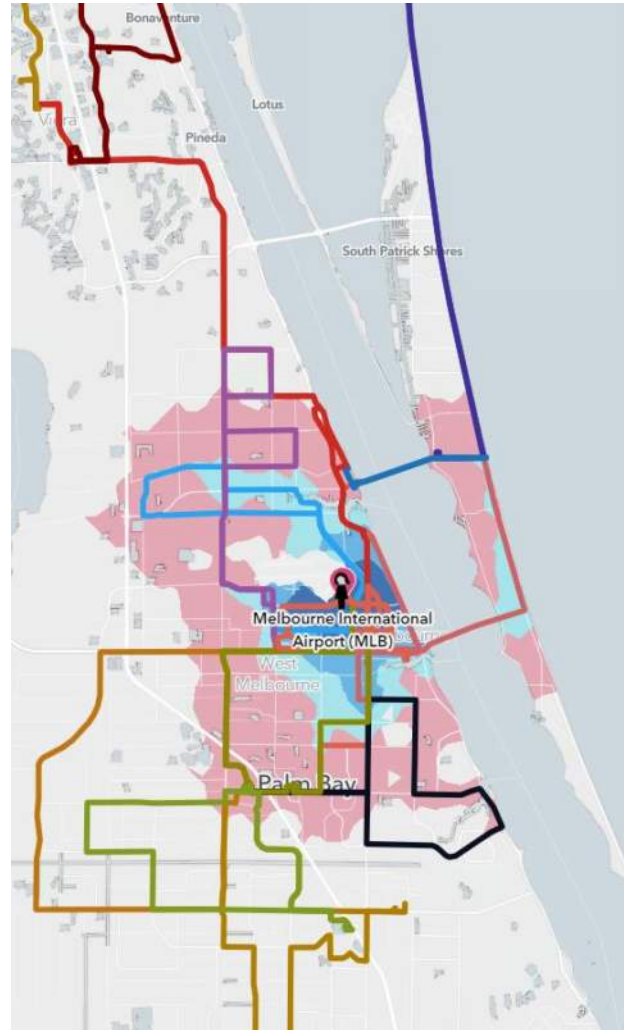 Bonaventure
Lotus
Viera
Pineda
South Patrick Shores
Melbourne International
Airport (MLB)
West
Melbourne
Palm Bay